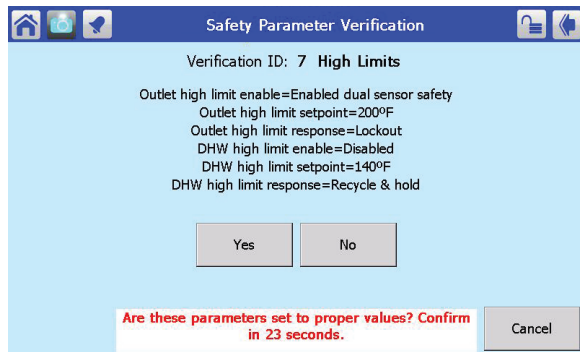 Safety Parameter Verification
Verification ID: 7 High Limits
Outlet high limit enable=Enabled dual sensor safety
Outlet high limit setpoint=200ºF
Outlet high limit response=Lockout
DHW high limit enable=Disabled
DHW high limit setpoint=140ºF
DHW high limit response=Recycle & hold
Yes No
Are these parameters set to proper values? Confirm
in 23 seconds.
Cancel